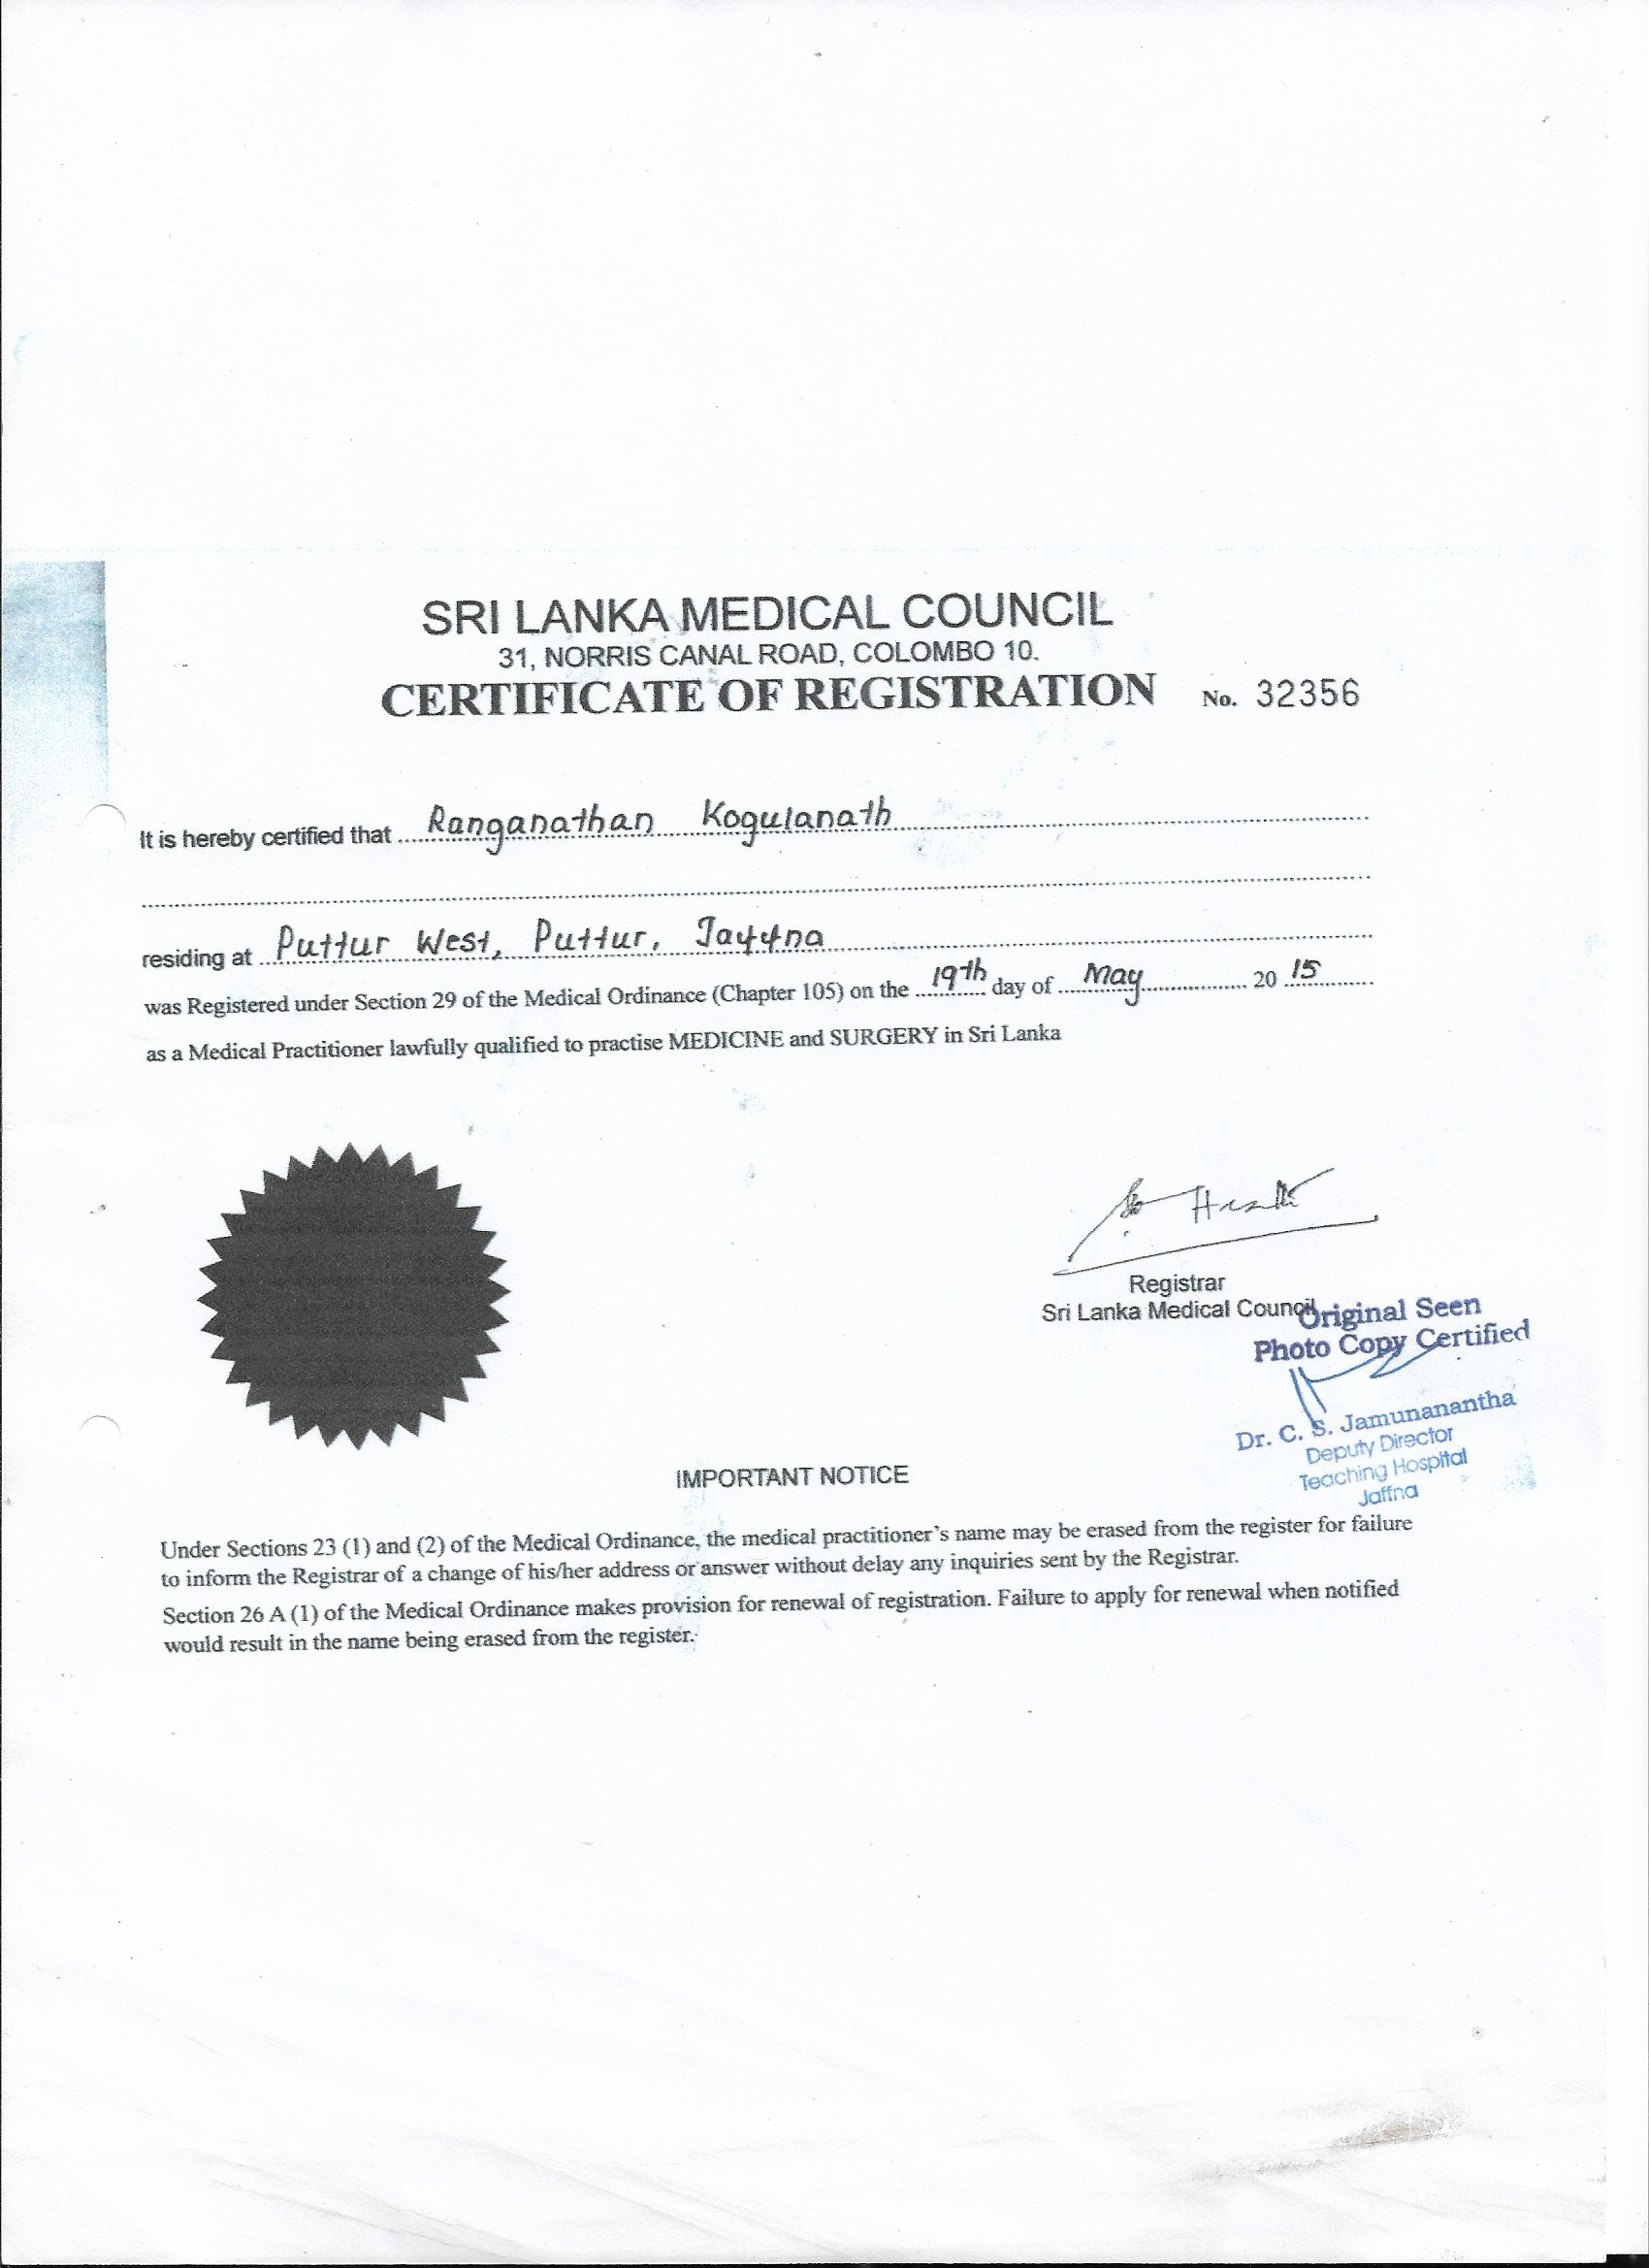 SRI LANKA MEDICAL COUNCIL
31, NORRIS CANAL ROAD, COLOMBO 10.
CERTIFICATE OF REGISTRATION No. 32356
It is hereby certified that Ranganathan Kogulanath
residing at Puttur West, Puttur, Jaffna
was Registered under Section 29 of the Medical Ordinance (Chapter 105) on the 19th day of May 20 15
as a Medical Practitioner lawfully qualified to practise MEDICINE and SURGERY in Sri Lanka
Registrar
Sri Lanka Medical Council
Original Seen
Photo Copy Certified
Dr. C. S. Jamunanantha
Deputy Director
Teaching Hospital
Jaffna
IMPORTANT NOTICE
Under Sections 23 (1) and (2) of the Medical Ordinance, the medical practitioner's name may be erased from the register for failure
to inform the Registrar of a change of his/her address or answer without delay any inquiries sent by the Registrar.
Section 26 A (1) of the Medical Ordinance makes provision for renewal of registration. Failure to apply for renewal when notified
would result in the name being erased from the register.